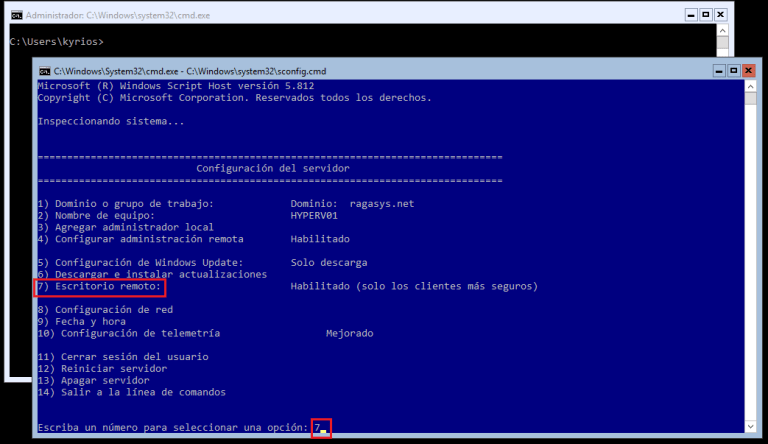 Administrador: C:\Windows\system32\cmd.exe
C:\Users\kyrios>
C:\Windows\System32\cmd.exe - C:\Windows\system32\sconfig.cmd
Microsoft (R) Windows Script Host versión 5.812
Copyright (C) Microsoft Corporation. Reservados todos los derechos.
Inspeccionando sistema...
===============================================================================
Configuración del servidor
===============================================================================
1) Dominio o grupo de trabajo: Dominio: ragasys.net
2) Nombre de equipo: HYPERV01
3) Agregar administrador local
4) Configurar administración remota Habilitado
5) Configuración de Windows Update: Solo descarga
6) Descargar e instalar actualizaciones
7) Escritorio remoto: Habilitado (solo los clientes más seguros)
8) Configuración de red
9) Fecha y hora
10) Configuración de telemetría Mejorado
11) Cerrar sesión del usuario
12) Reiniciar servidor
13) Apagar servidor
14) Salir a la línea de comandos
Escriba un número para seleccionar una opción: 7